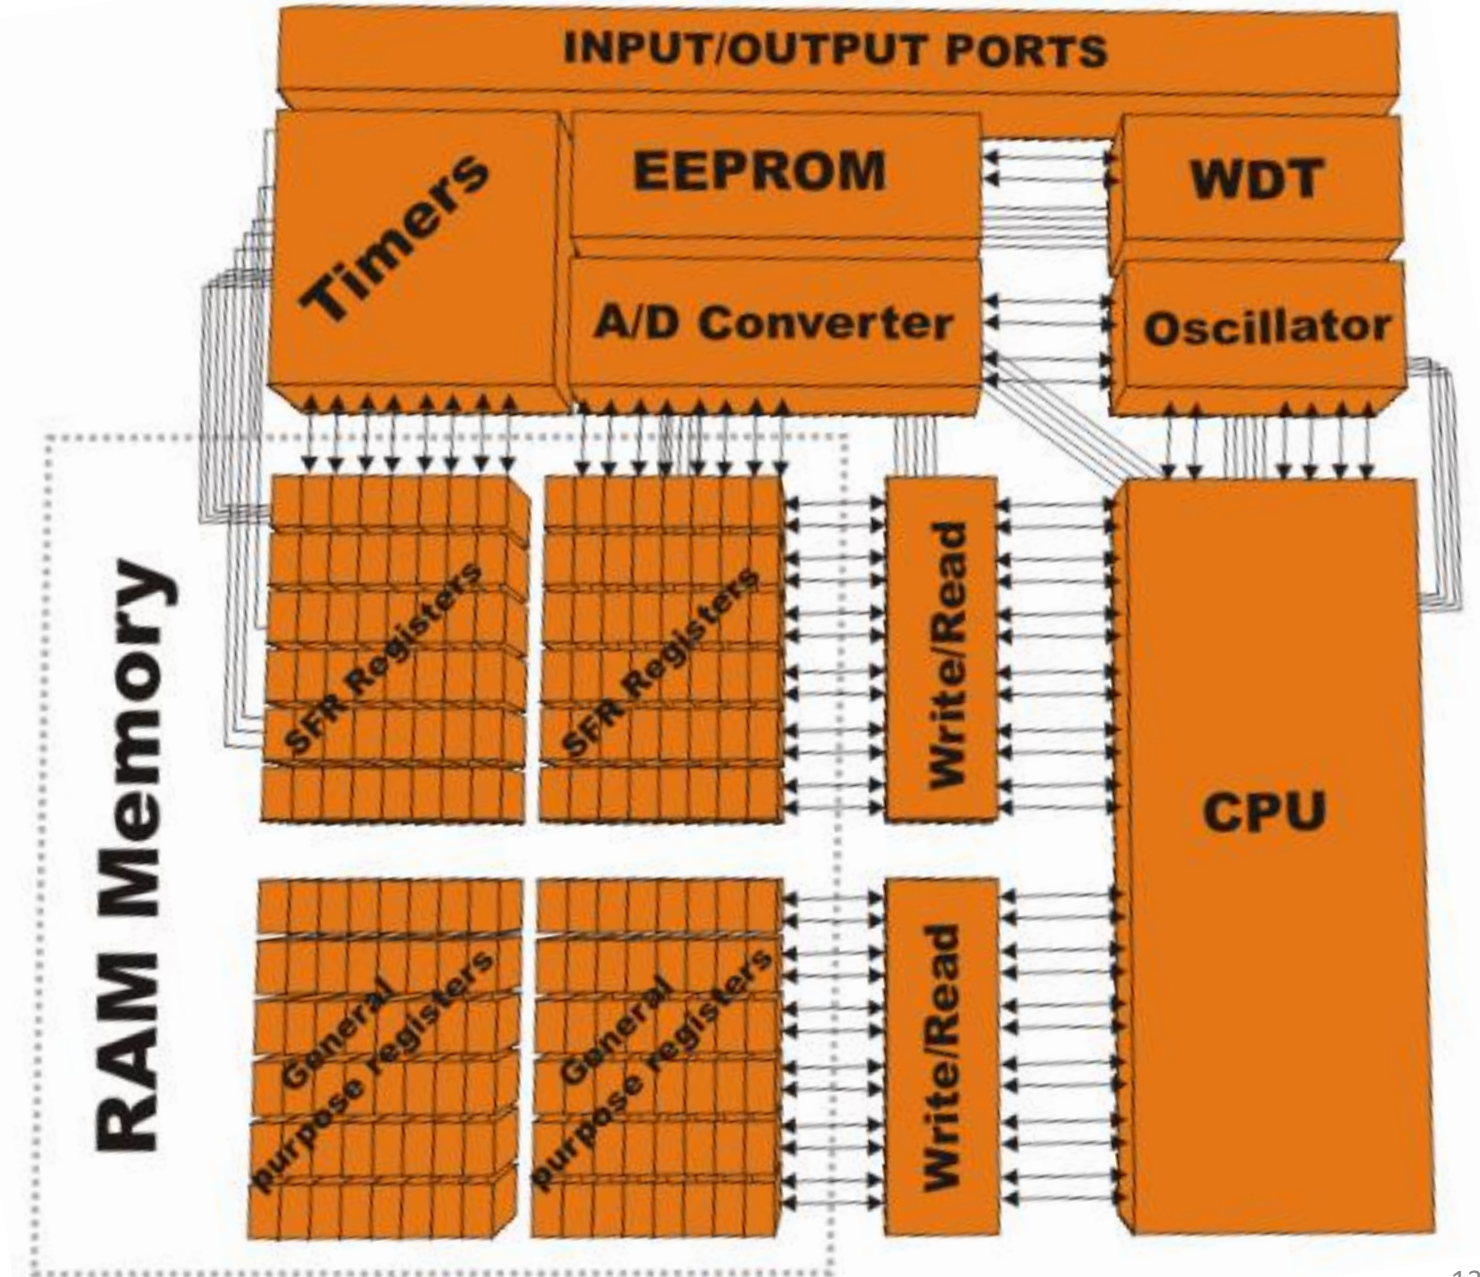 INPUT/OUTPUT PORTS
Timers
EEPROM
WDT
A/D Converter
Oscillator
RAM Memory
SFR Registers
SFR Registers
Write/Read
CPU
General
purpose registers
General
purpose registers
Write/Read